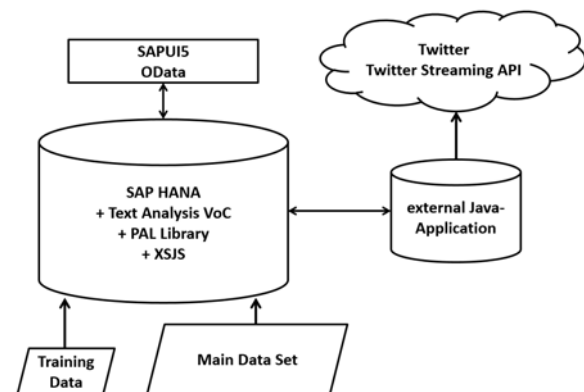 SAPUI5
OData
Twitter
Twitter Streaming API
SAP HANA
+ Text Analysis VoC
+ PAL Library
+ XSJS
external Java-
Application
Training
Data
Main Data Set